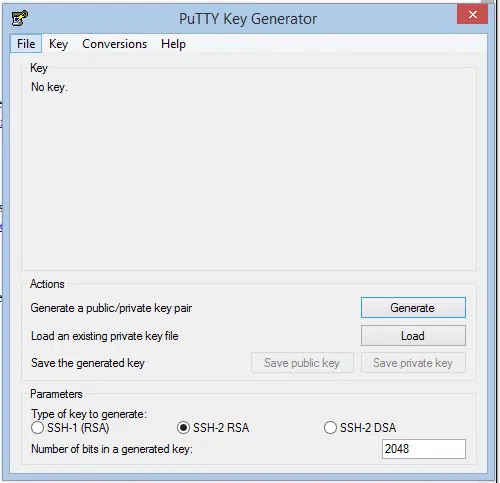 PuTTY Key Generator
File Key Conversions Help
Key
No key.
Actions
Generate a public/private key pair Generate
Load an existing private key file Load
Save the generated key Save public key Save private key
Parameters
Type of key to generate:
SSH-1 (RSA) SSH-2 RSA SSH-2 DSA
Number of bits in a generated key: 2048